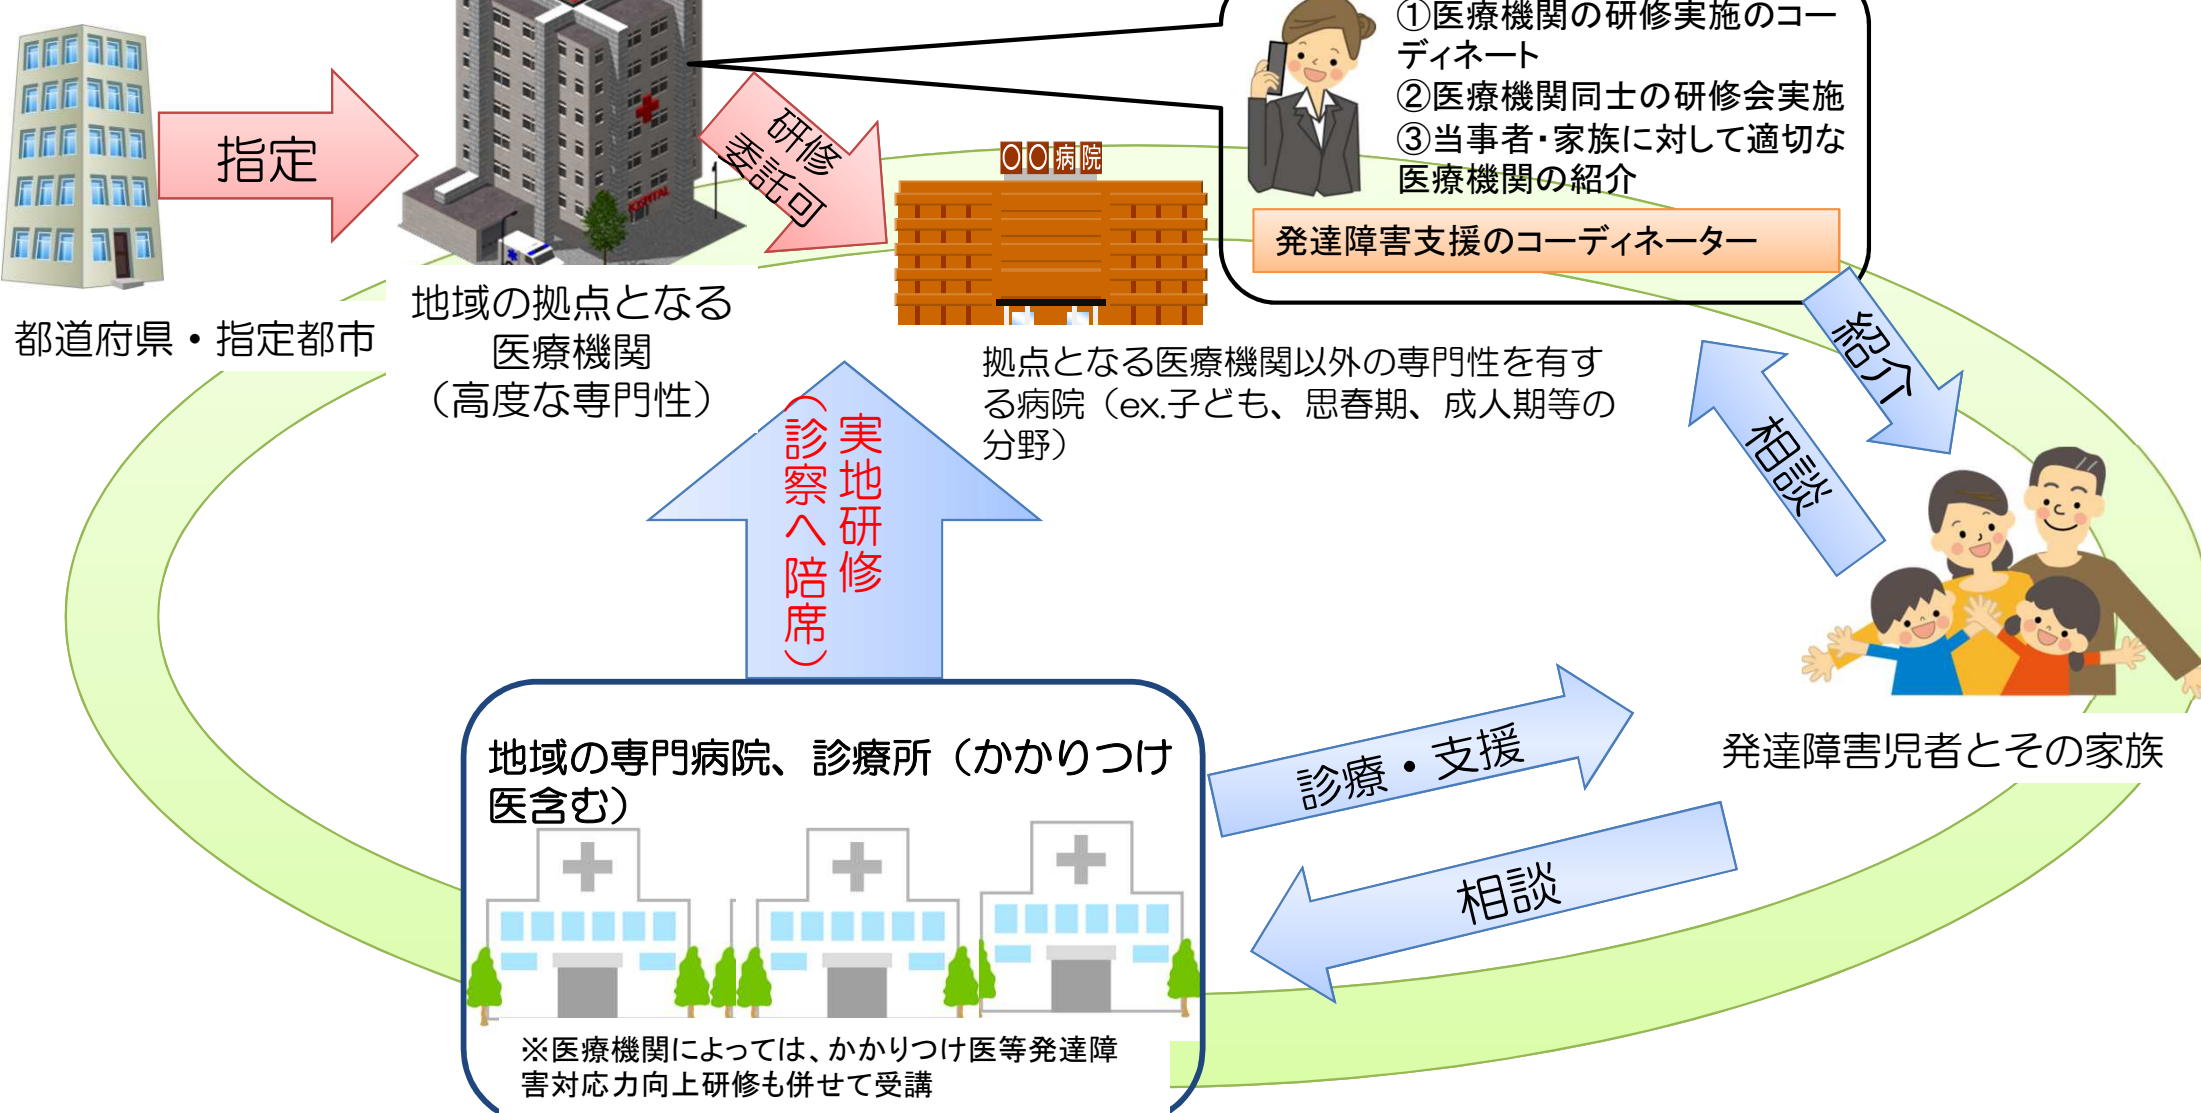 ①医療機関の研修実施のコー
ディネート
②医療機関同士の研修会実施
③当事者・家族に対して適切な
医療機関の紹介
発達障害支援のコーディネーター
指定
研修
委託可
〇〇病院
都道府県・指定都市
地域の拠点となる
医療機関
（高度な専門性）
拠点となる医療機関以外の専門性を有す
る病院（ex.子ども、思春期、成人期等の
分野）
紹介
相談
実地研修
（診察へ陪席）
発達障害児者とその家族
地域の専門病院、診療所（かかりつけ
医含む）
診療・支援
相談
※医療機関によっては、かかりつけ医等発達障
害対応力向上研修も併せて受講